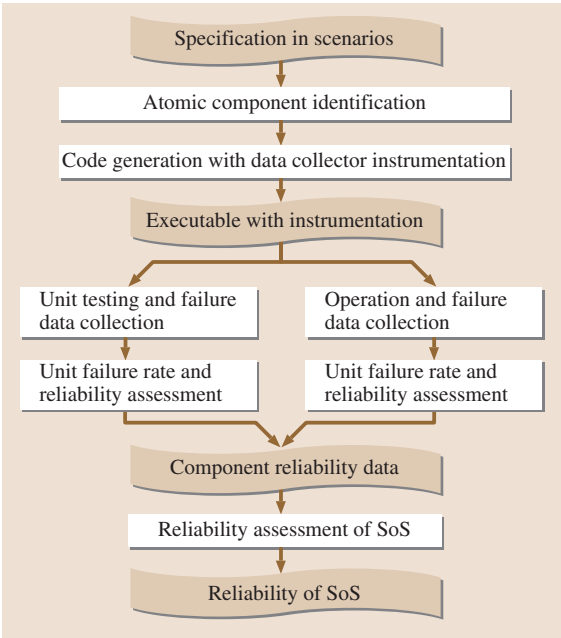 Specification in scenarios
Atomic component identification
Code generation with data collector instrumentation
Executable with instrumentation
Unit testing and failure
data collection
Operation and failure
data collection
Unit failure rate and
reliability assessment
Unit failure rate and
reliability assessment
Component reliability data
Reliability assessment of SoS
Reliability of SoS